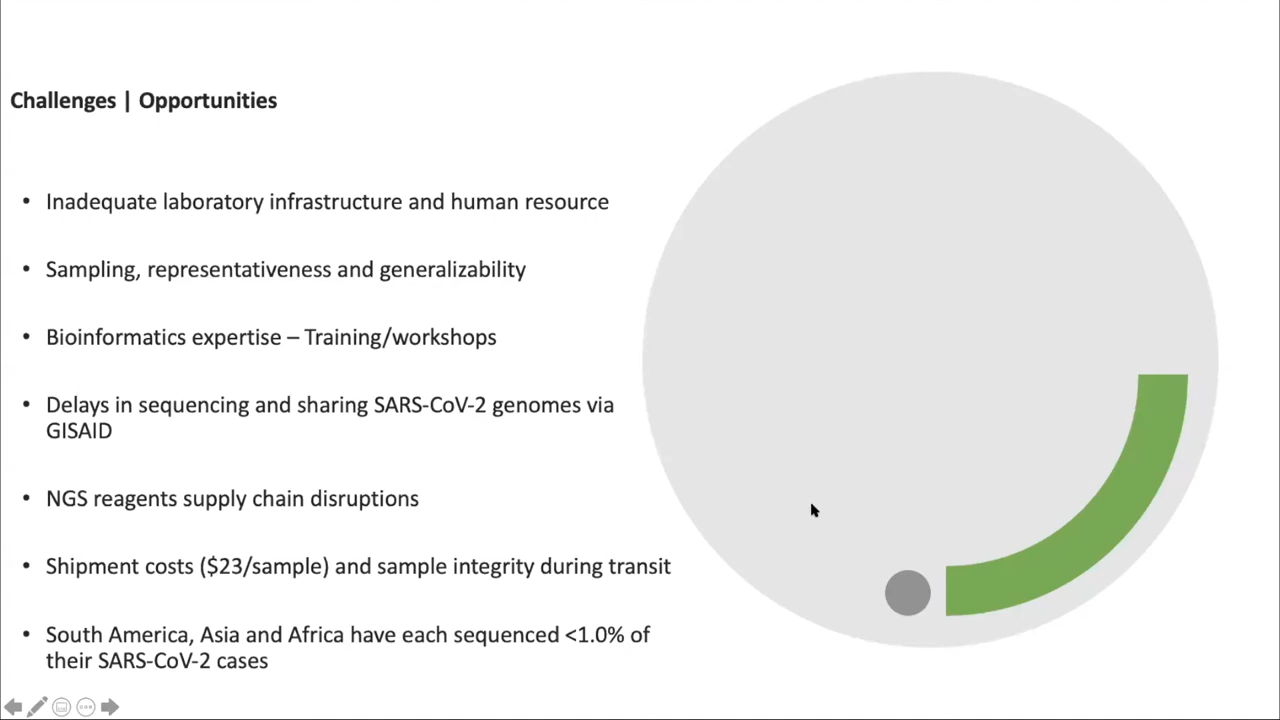 Challenges | Opportunities
• Inadequate laboratory infrastructure and human resource
• Sampling, representativeness and generalizability
• Bioinformatics expertise – Training/workshops
• Delays in sequencing and sharing SARS-CoV-2 genomes via
GISAID
• NGS reagents supply chain disruptions
• Shipment costs ($23/sample) and sample integrity during transit
• South America, Asia and Africa have each sequenced <1.0% of
their SARS-CoV-2 cases